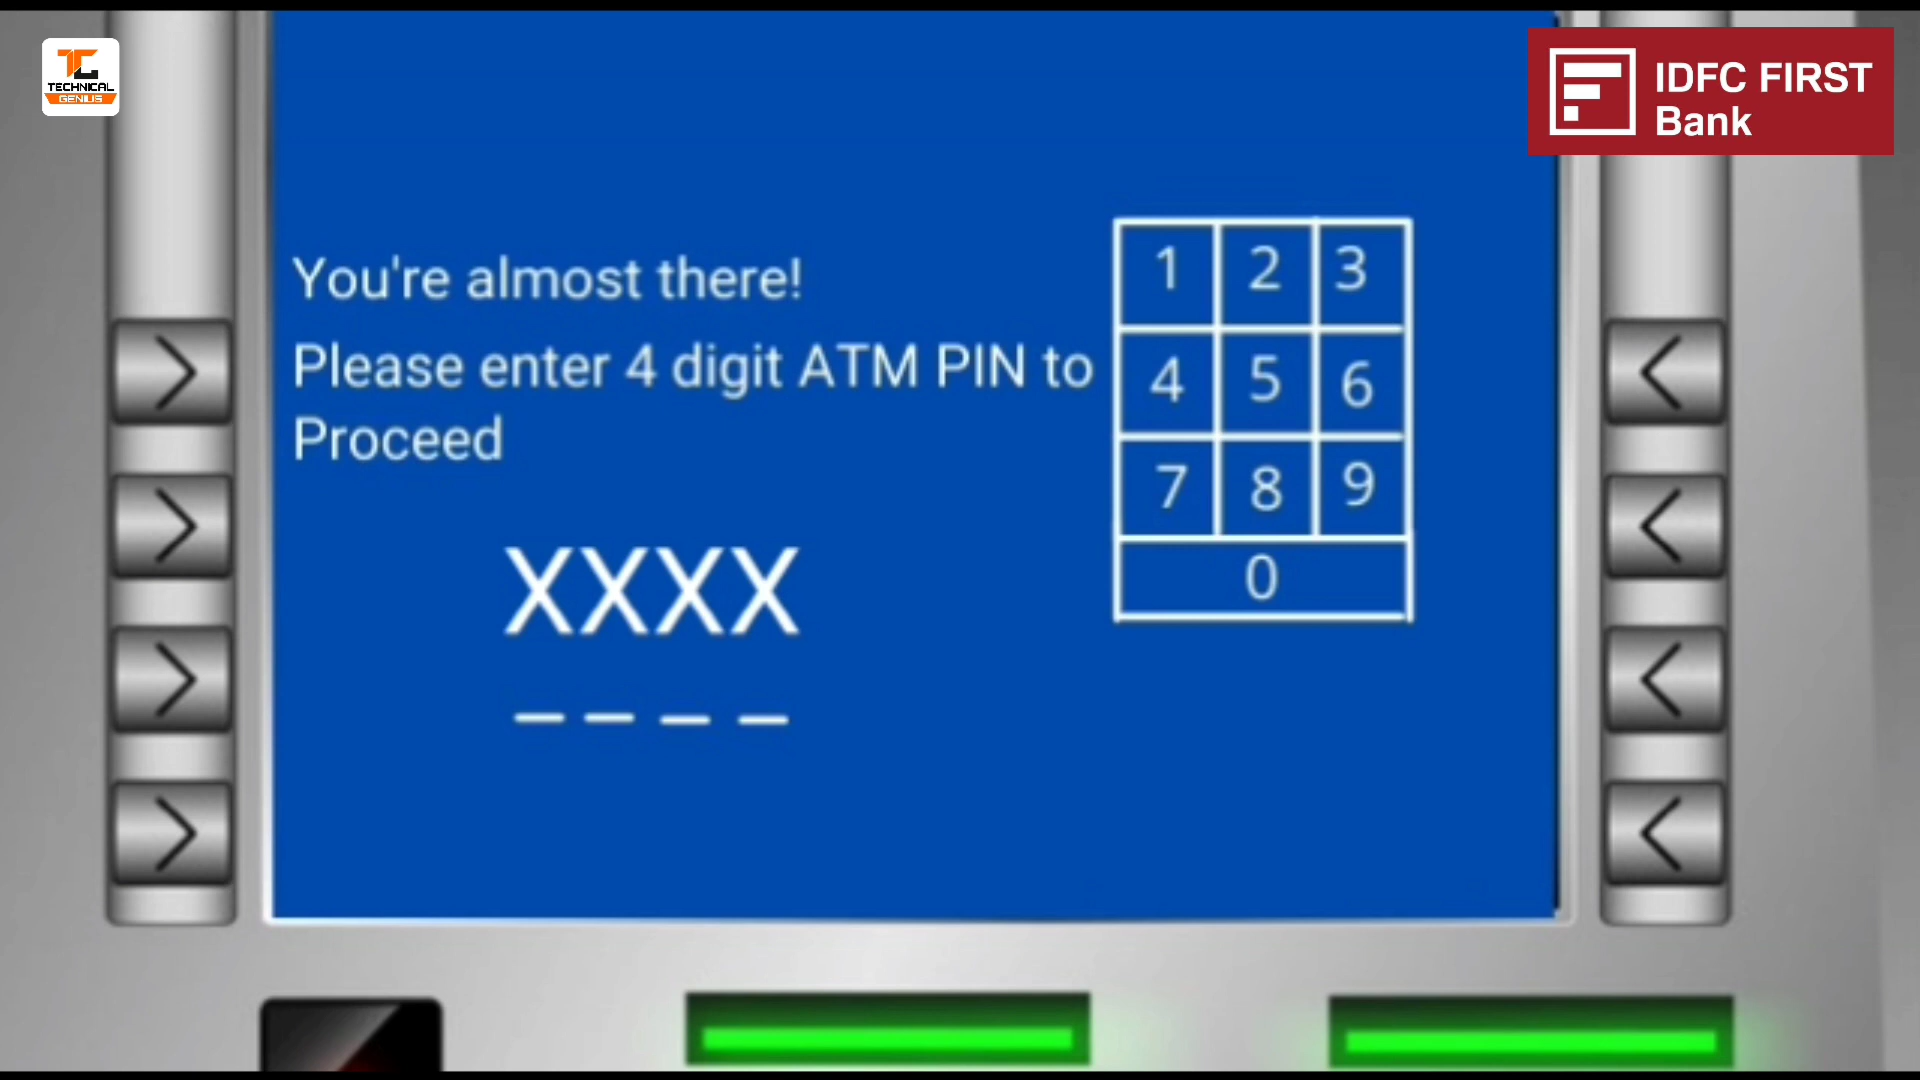 TC
TECHNICAL
GENIUS
IDFC FIRST
Bank
You're almost there!
Please enter 4 digit ATM PIN to
Proceed
XXXX
_ _ _ _
1 2 3
4 5 6
7 8 9
0